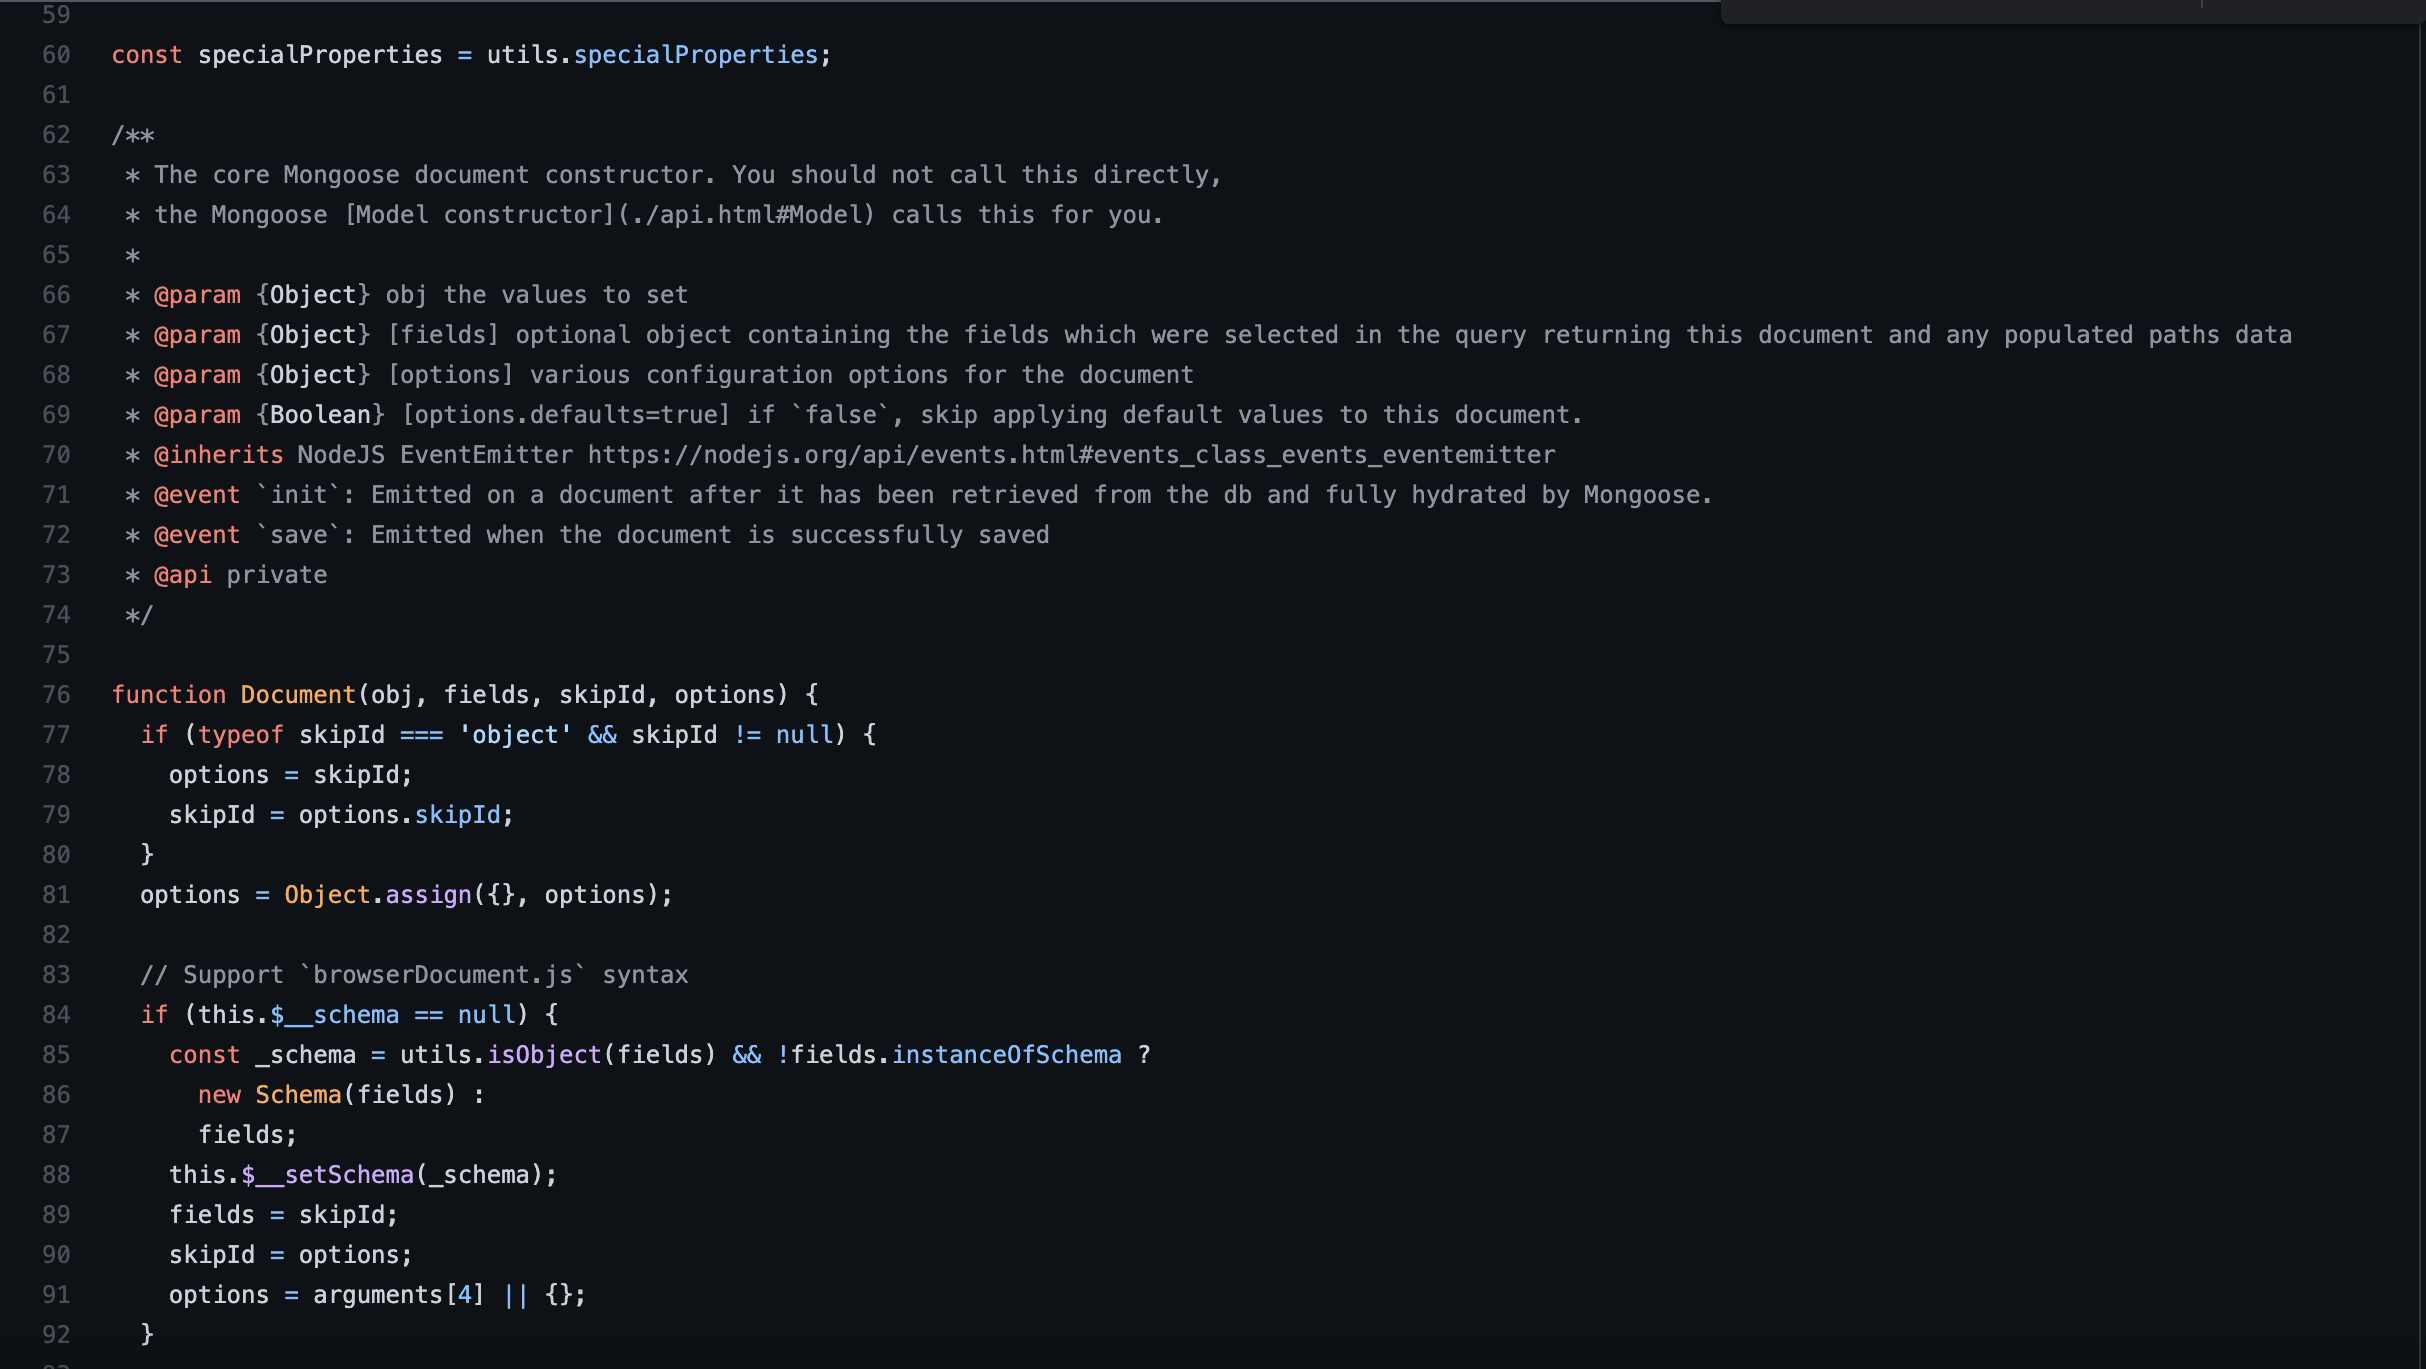 59
60 const specialProperties = utils.specialProperties;
61
62 /**
63  * The core Mongoose document constructor. You should not call this directly,
64  * the Mongoose [Model constructor](./api.html#Model) calls this for you.
65  *
66  * @param {Object} obj the values to set
67  * @param {Object} [fields] optional object containing the fields which were selected in the query returning this document and any populated paths data
68  * @param {Object} [options] various configuration options for the document
69  * @param {Boolean} [options.defaults=true] if `false`, skip applying default values to this document.
70  * @inherits NodeJS EventEmitter https://nodejs.org/api/events.html#events_class_events_eventemitter
71  * @event `init`: Emitted on a document after it has been retrieved from the db and fully hydrated by Mongoose.
72  * @event `save`: Emitted when the document is successfully saved
73  * @api private
74  */
75
76 function Document(obj, fields, skipId, options) {
77   if (typeof skipId === 'object' && skipId != null) {
78     options = skipId;
79     skipId = options.skipId;
80   }
81   options = Object.assign({}, options);
82
83   // Support `browserDocument.js` syntax
84   if (this.$__schema == null) {
85     const _schema = utils.isObject(fields) && !fields.instanceOfSchema ?
86       new Schema(fields) :
87       fields;
88     this.$__setSchema(_schema);
89     fields = skipId;
90     skipId = options;
91     options = arguments[4] || {};
92   }